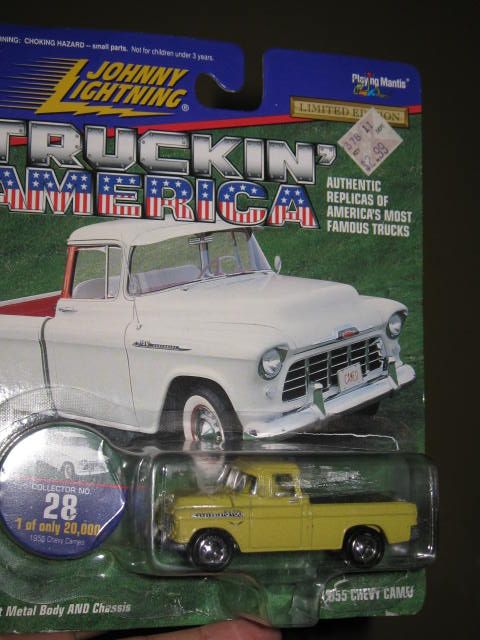 NING: CHOKING HAZARD -- small parts. Not for children under 3 years.
JOHNNY
LIGHTNING®
Playing Mantis®
LIMITED EDITION
$2.99
TRUCKIN'
AMERICA
AUTHENTIC
REPLICAS OF
AMERICA'S MOST
FAMOUS TRUCKS
COLLECTOR NO.
28
1 of only 20,000
1955 Chevy Cameo
t Metal Body AND Chassis
1955 CHEVY CAMEO